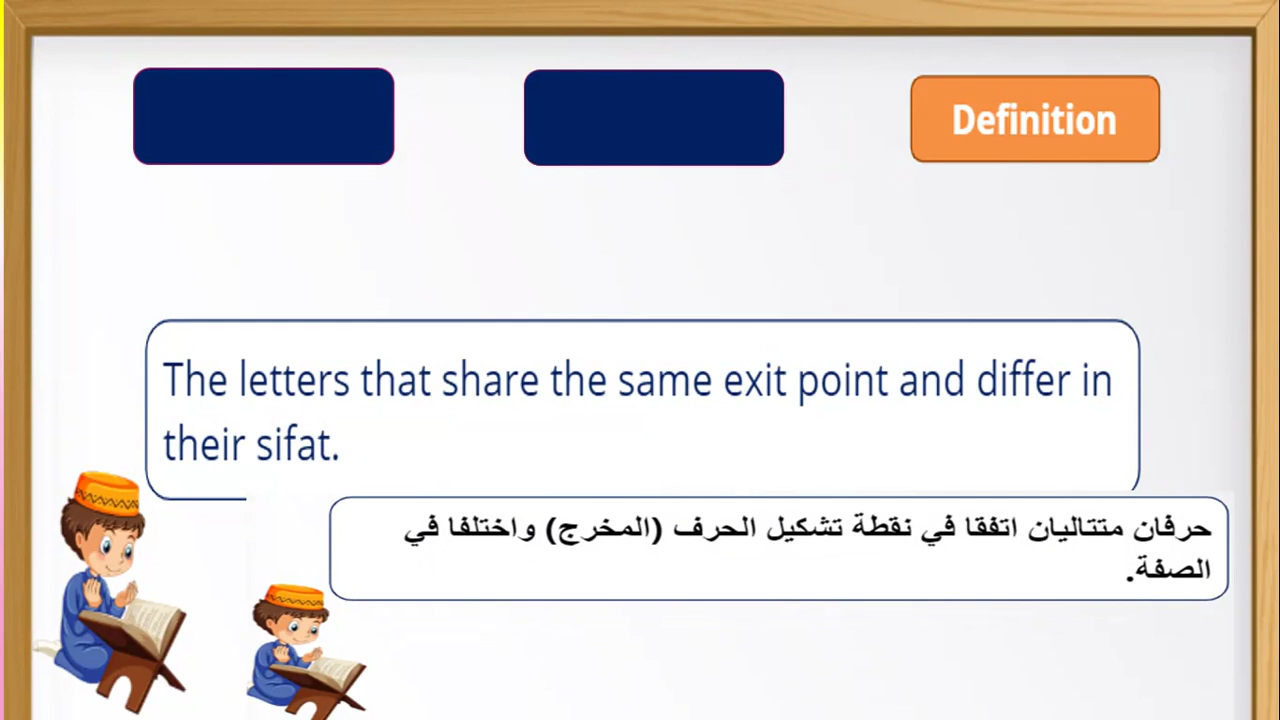 Definition
The letters that share the same exit point and differ in
their sifat.
حرفان متتاليان اتفقا في نقطة تشكيل الحرف (المخرج) واختلفا في
الصفة.